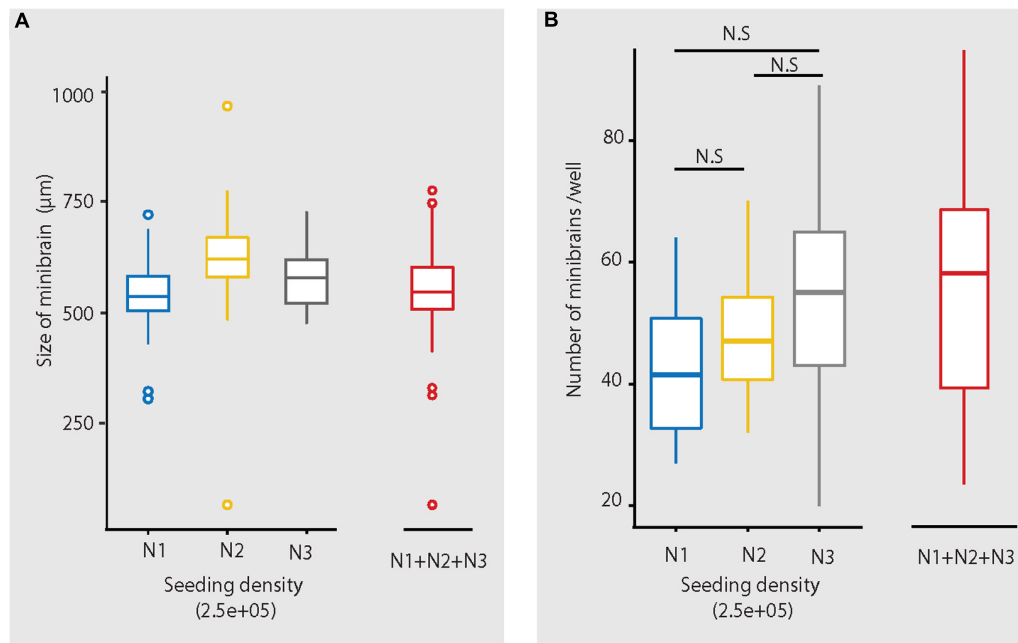 A
1000
750
500
250
Size of minibrain (µm)
N1 N2 N3
N1+N2+N3
Seeding density
(2.5e+05)
B
N.S
N.S
N.S
80
60
40
20
Number of minibrains /well
N1 N2 N3
N1+N2+N3
Seeding density
(2.5e+05)